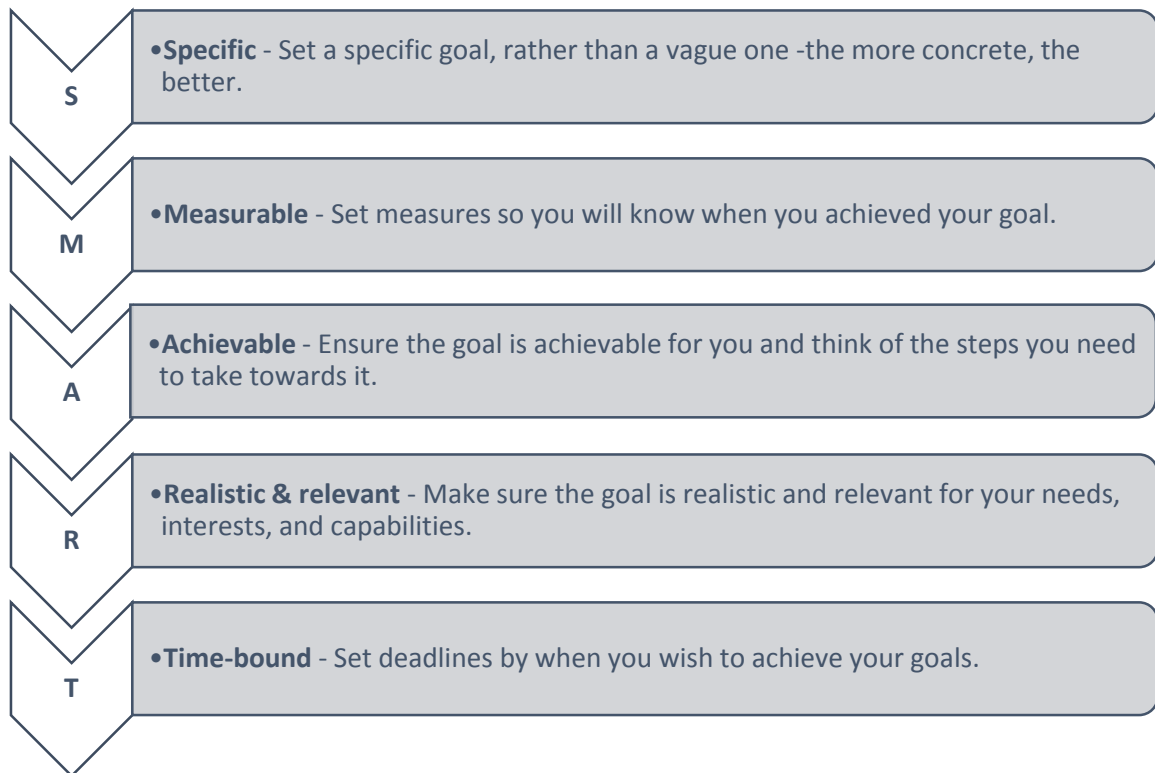 S
•Specific - Set a specific goal, rather than a vague one -the more concrete, the
better.
M
•Measurable - Set measures so you will know when you achieved your goal.
A
•Achievable - Ensure the goal is achievable for you and think of the steps you need
to take towards it.
R
•Realistic & relevant - Make sure the goal is realistic and relevant for your needs,
interests, and capabilities.
T
•Time-bound - Set deadlines by when you wish to achieve your goals.